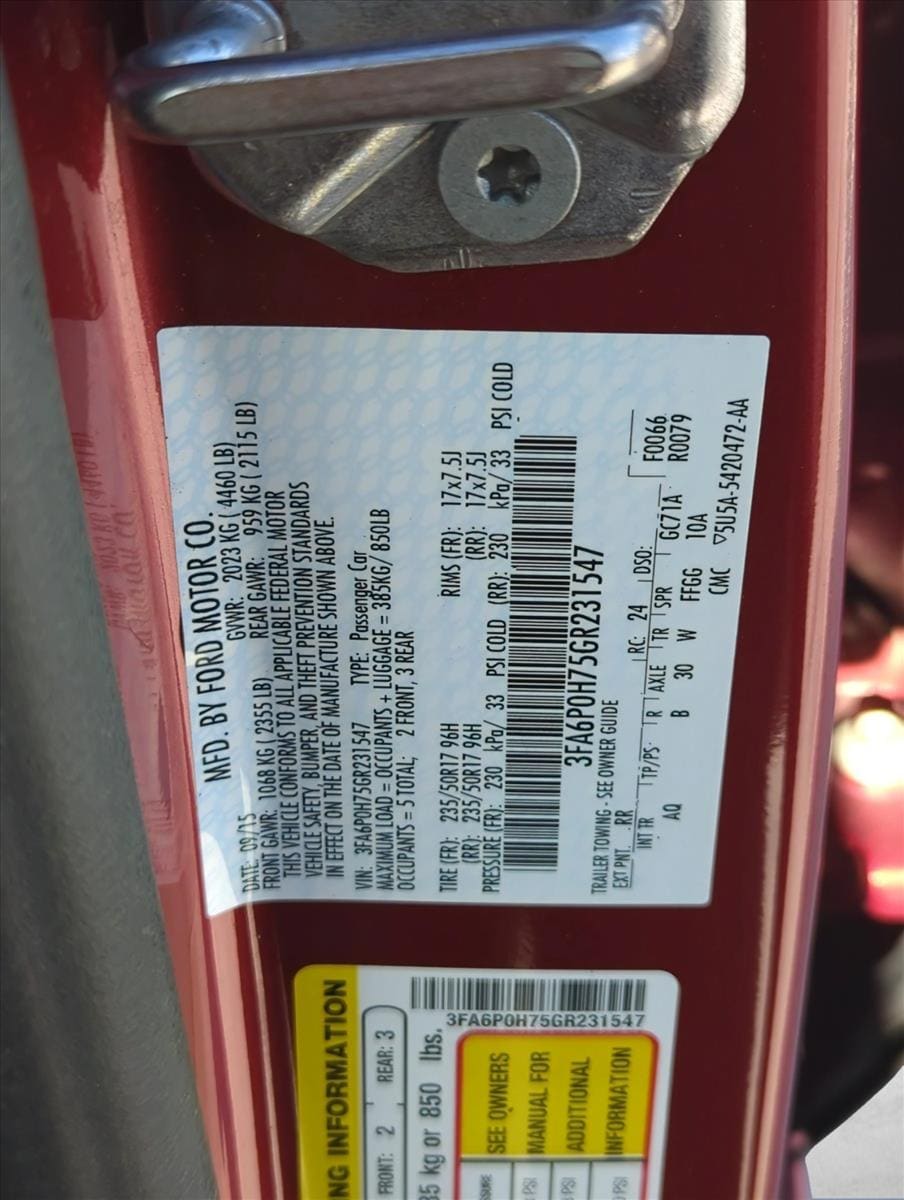 MFD. BY FORD MOTOR CO.
DATE: 09/15 GVWR: 2023 KG ( 4460 LB)
FRONT GAWR: 1068 KG ( 2355 LB) REAR GAWR: 959 KG ( 2115 LB)
THIS VEHICLE CONFORMS TO ALL APPLICABLE FEDERAL MOTOR
VEHICLE SAFETY, BUMPER, AND THEFT PREVENTION STANDARDS
IN EFFECT ON THE DATE OF MANUFACTURE SHOWN ABOVE.
VIN: 3FA6P0H75GR231547 TYPE: Passenger Car
MAXIMUM LOAD = OCCUPANTS + LUGGAGE = 385KG/ 850LB
OCCUPANTS = 5 TOTAL: 2 FRONT, 3 REAR
TIRE (FR): 235/50R17 96H RIMS (FR): 17x7.5J
(RR): 235/50R17 96H (RR): 17x7.5J
PRESSURE (FR): 230 kPa/ 33 PSI COLD (RR): 230 kPa/ 33 PSI COLD
3FA6P0H75GR231547
TRAILER TOWING - SEE OWNER GUIDE
EXT PNT: RR RC: 24 DSO: F0066
R0079
INT TR TP/PS R AXLE TR SPR GC71A
AQ B 30 W FFGG 10A
CMC ▽5U5A-5420472-AA
NG INFORMATION
FRONT: 2 REAR: 3
85 kg or 850 lbs.
3FA6P0H75GR231547
SEE OWNERS
MANUAL FOR
ADDITIONAL
INFORMATION
PSI
PSI
PSI